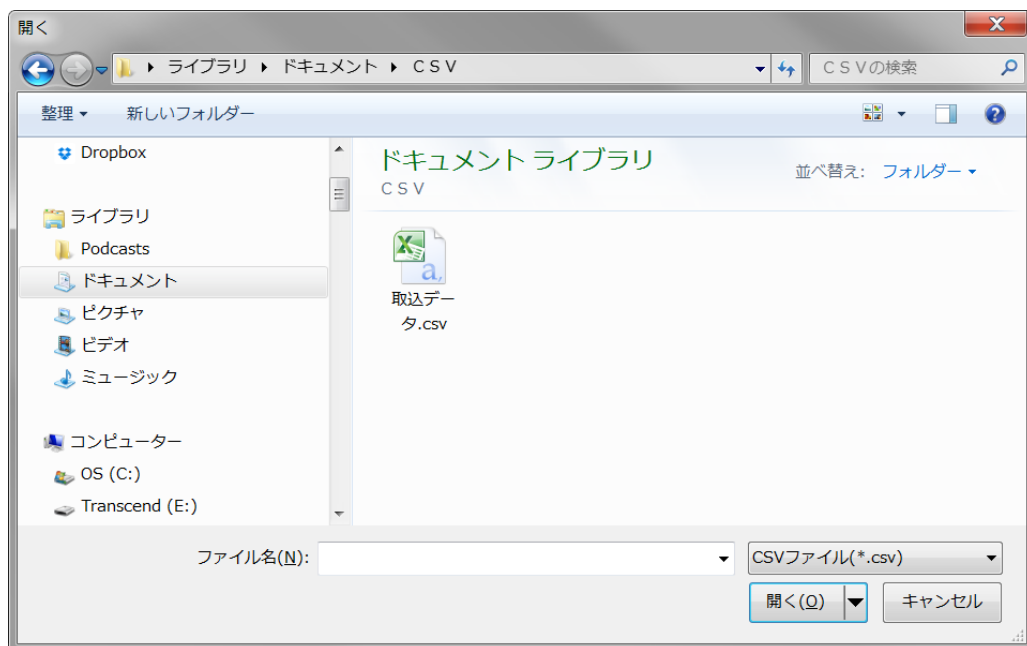 開く
ライブラリ ドキュメント ＣＳＶ
ＣＳＶの検索
整理 新しいフォルダー
Dropbox
ライブラリ
Podcasts
ドキュメント
ピクチャ
ビデオ
ミュージック
コンピューター
OS (C:)
Transcend (E:)
ドキュメント ライブラリ
ＣＳＶ
並べ替え: フォルダー
取込デー
タ.csv
ファイル名(N):
CSVファイル(*.csv)
開く(O)
キャンセル